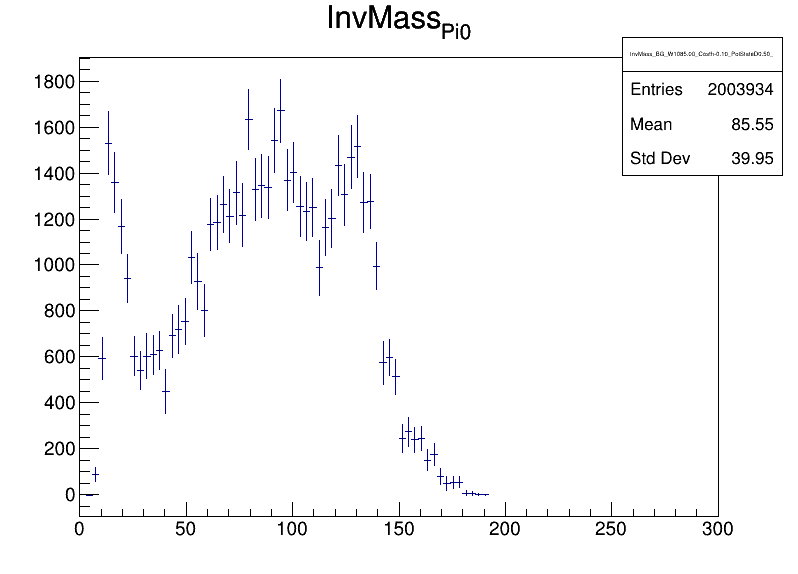 InvMass_Pi0
InvMass_BG_W1085.00_Costh-0.10_PolStateD0.50_
Entries 2003934
Mean 85.55
Std Dev 39.95
1800
1600
1400
1200
1000
800
600
400
200
0
0 50 100 150 200 250 300